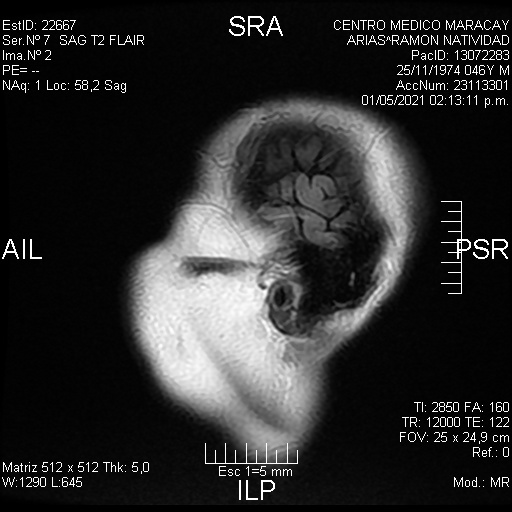 EstID: 22667
Ser.Nº 7 SAG T2 FLAIR
Ima.Nº 2
PE= --
NAq: 1 Loc: 58,2 Sag
SRA
CENTRO MEDICO MARACAY
ARIAS^RAMON NATIVIDAD
PacID: 13072283
25/11/1974 046Y M
AccNum: 23113301
01/05/2021 02:13:11 p.m.
AIL
PSR
Matriz 512 x 512 Thk: 5,0
W:1290 L:645
Esc 1=5 mm
ILP
TI: 2850 FA: 160
TR: 12000 TE: 122
FOV: 25 x 24,9 cm
Ref.: 0
Mod.: MR